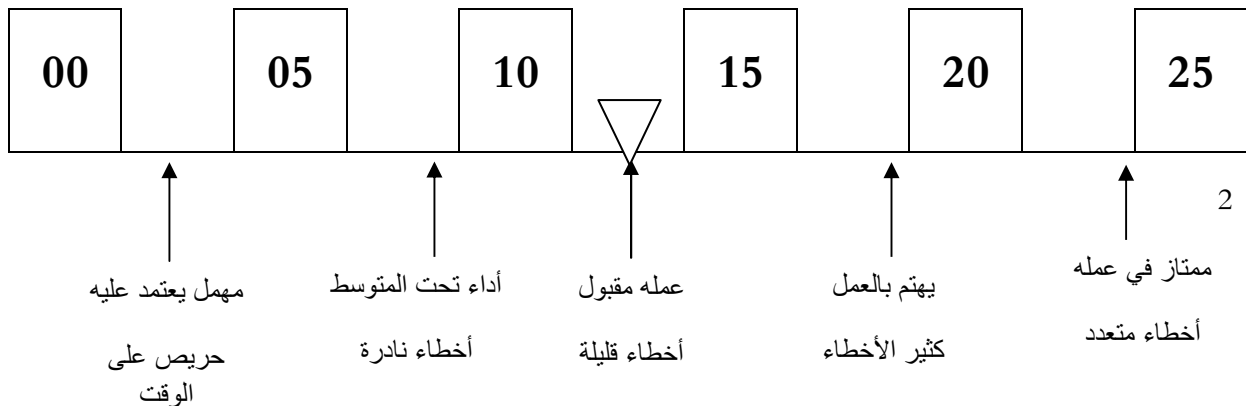 00 05 10 15 20 25
2
ممتاز في عمله
أخطاء متعدد
يهتم بالعمل
كثير الأخطاء
عمله مقبول
أخطاء قليلة
أداء تحت المتوسط
أخطاء نادرة
مهمل يعتمد عليه
حريص على
الوقت